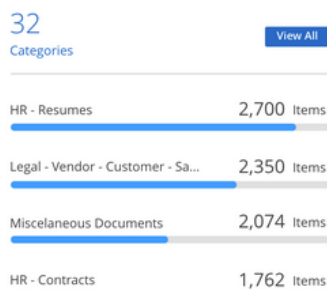 32
View All
Categories
HR - Resumes 2,700 Items
Legal - Vendor - Customer - Sa... 2,350 Items
Miscelaneous Documents 2,074 Items
HR - Contracts 1,762 Items